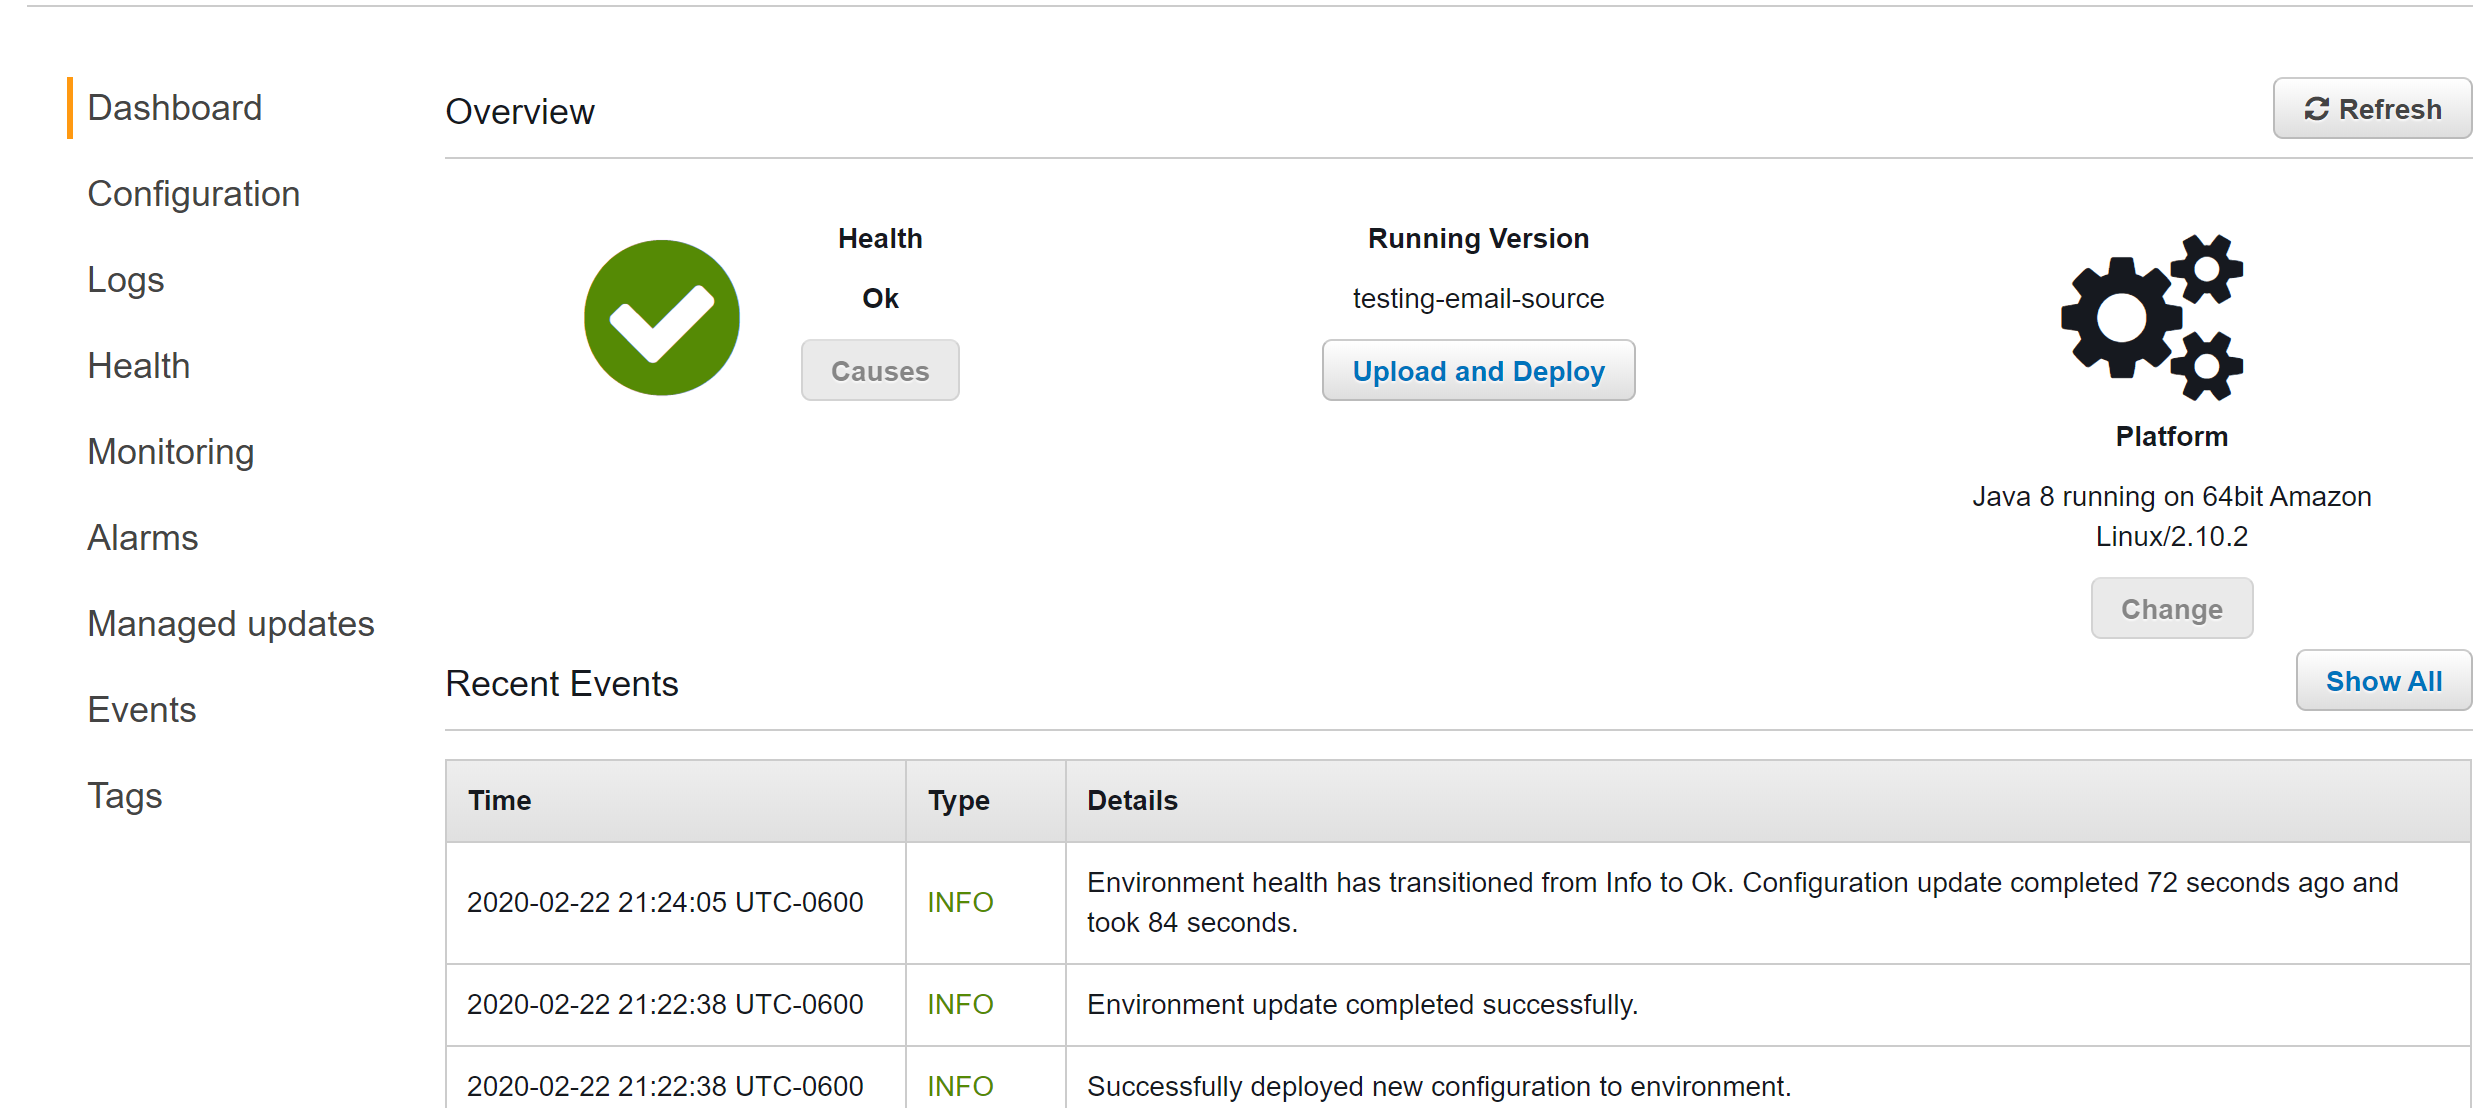 Dashboard
Configuration
Logs
Health
Monitoring
Alarms
Managed updates
Events
Tags
Overview
Refresh
Health
Ok
Causes
Running Version
testing-email-source
Upload and Deploy
Platform
Java 8 running on 64bit Amazon
Linux/2.10.2
Change
Recent Events
Show All
Time Type Details
2020-02-22 21:24:05 UTC-0600 INFO Environment health has transitioned from Info to Ok. Configuration update completed 72 seconds ago and
took 84 seconds.
2020-02-22 21:22:38 UTC-0600 INFO Environment update completed successfully.
2020-02-22 21:22:38 UTC-0600 INFO Successfully deployed new configuration to environment.